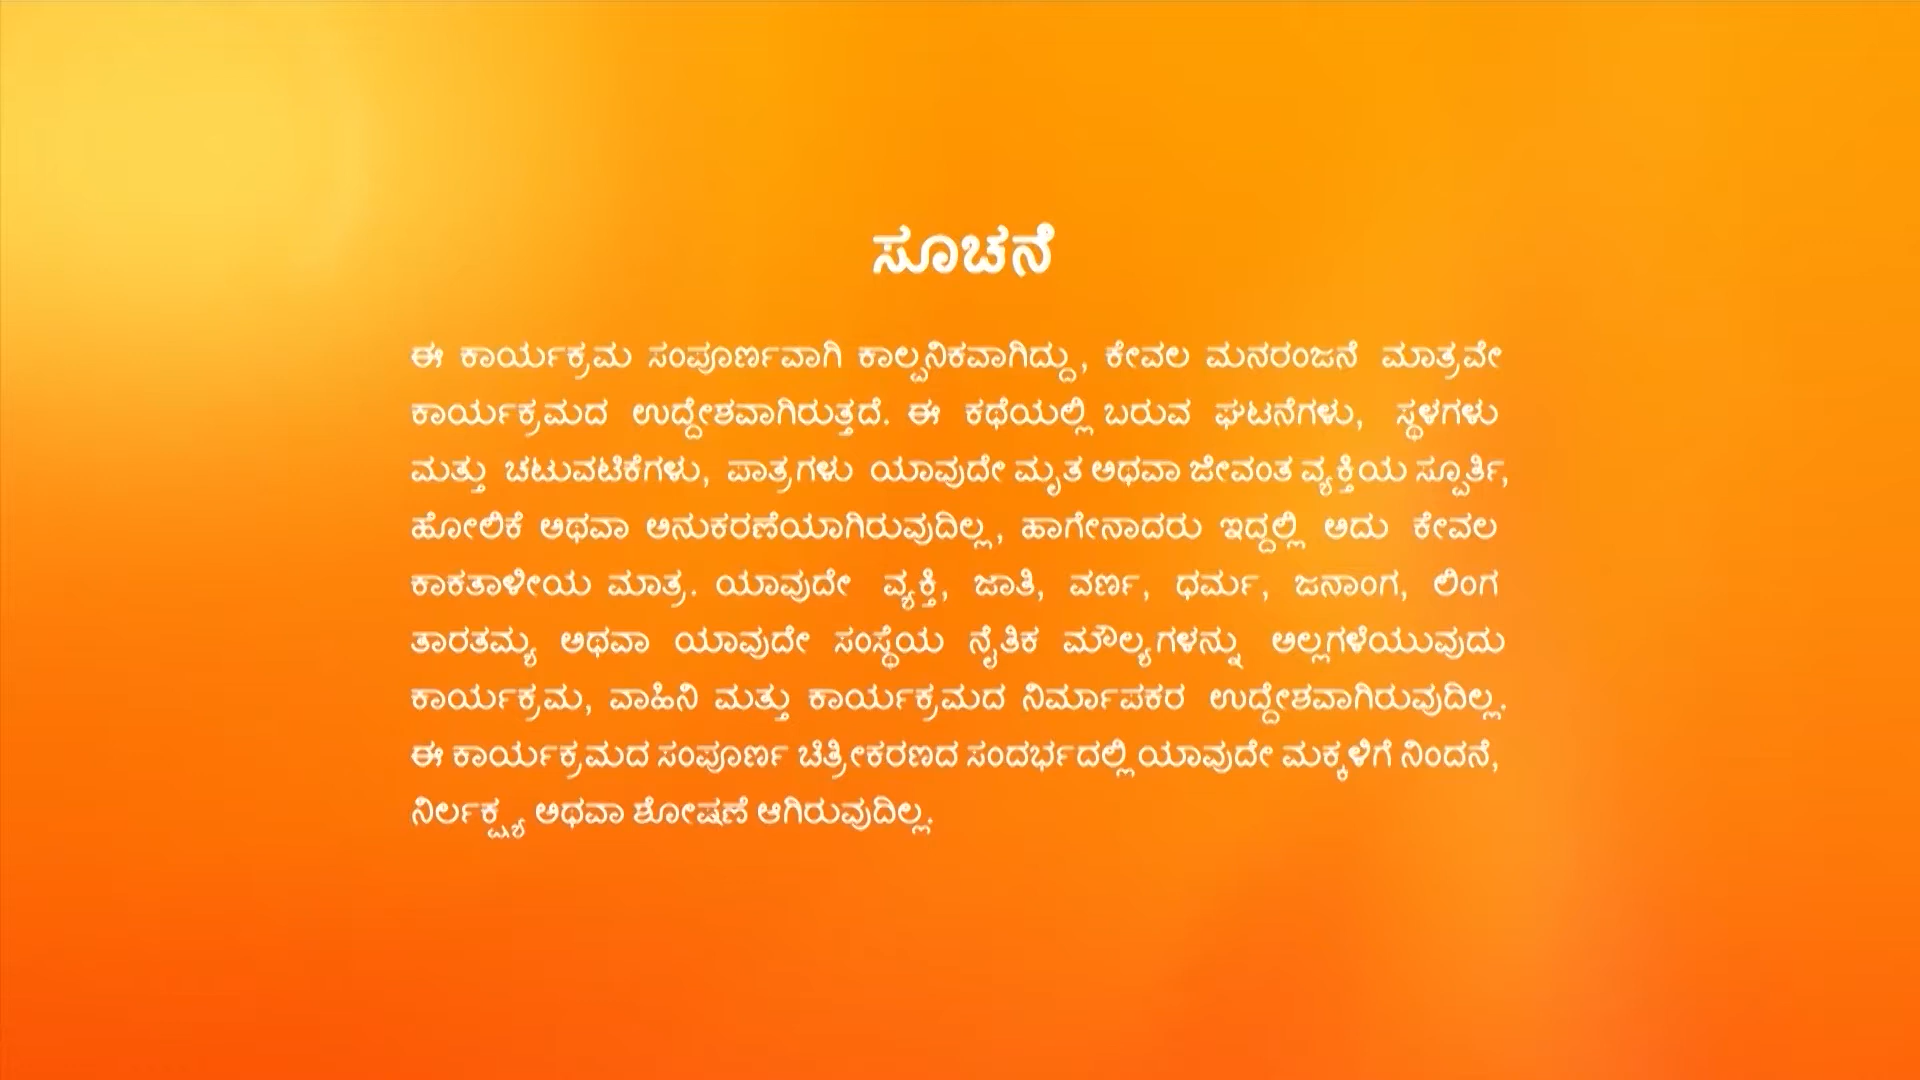 ಸೂಚನೆ
ಈ ಕಾರ್ಯಕ್ರಮ ಸಂಪೂರ್ಣವಾಗಿ ಕಾಲ್ಪನಿಕವಾಗಿದ್ದು, ಕೇವಲ ಮನರಂಜನೆ ಮಾತ್ರವೇ
ಕಾರ್ಯಕ್ರಮದ ಉದ್ದೇಶವಾಗಿರುತ್ತದೆ. ಈ ಕಥೆಯಲ್ಲಿ ಬರುವ ಘಟನೆಗಳು, ಸ್ಥಳಗಳು
ಮತ್ತು ಚಟುವಟಿಕೆಗಳು, ಪಾತ್ರಗಳು ಯಾವುದೇ ಮೃತ ಅಥವಾ ಜೀವಂತ ವ್ಯಕ್ತಿಯ ಸ್ಪೂರ್ತಿ,
ಹೋಲಿಕೆ ಅಥವಾ ಅನುಕರಣೆಯಾಗಿರುವುದಿಲ್ಲ, ಹಾಗೇನಾದರು ಇದ್ದಲ್ಲಿ ಅದು ಕೇವಲ
ಕಾಕತಾಳೀಯ ಮಾತ್ರ. ಯಾವುದೇ ವ್ಯಕ್ತಿ, ಜಾತಿ, ವರ್ಣ, ಧರ್ಮ, ಜನಾಂಗ, ಲಿಂಗ
ತಾರತಮ್ಯ ಅಥವಾ ಯಾವುದೇ ಸಂಸ್ಥೆಯ ನೈತಿಕ ಮೌಲ್ಯಗಳನ್ನು ಅಲ್ಲಗಳೆಯುವುದು
ಕಾರ್ಯಕ್ರಮ, ವಾಹಿನಿ ಮತ್ತು ಕಾರ್ಯಕ್ರಮದ ನಿರ್ಮಾಪಕರ ಉದ್ದೇಶವಾಗಿರುವುದಿಲ್ಲ.
ಈ ಕಾರ್ಯಕ್ರಮದ ಸಂಪೂರ್ಣ ಚಿತ್ರೀಕರಣದ ಸಂದರ್ಭದಲ್ಲಿ ಯಾವುದೇ ಮಕ್ಕಳಿಗೆ ನಿಂದನೆ,
ನಿರ್ಲಕ್ಷ್ಯ ಅಥವಾ ಶೋಷಣೆ ಆಗಿರುವುದಿಲ್ಲ.